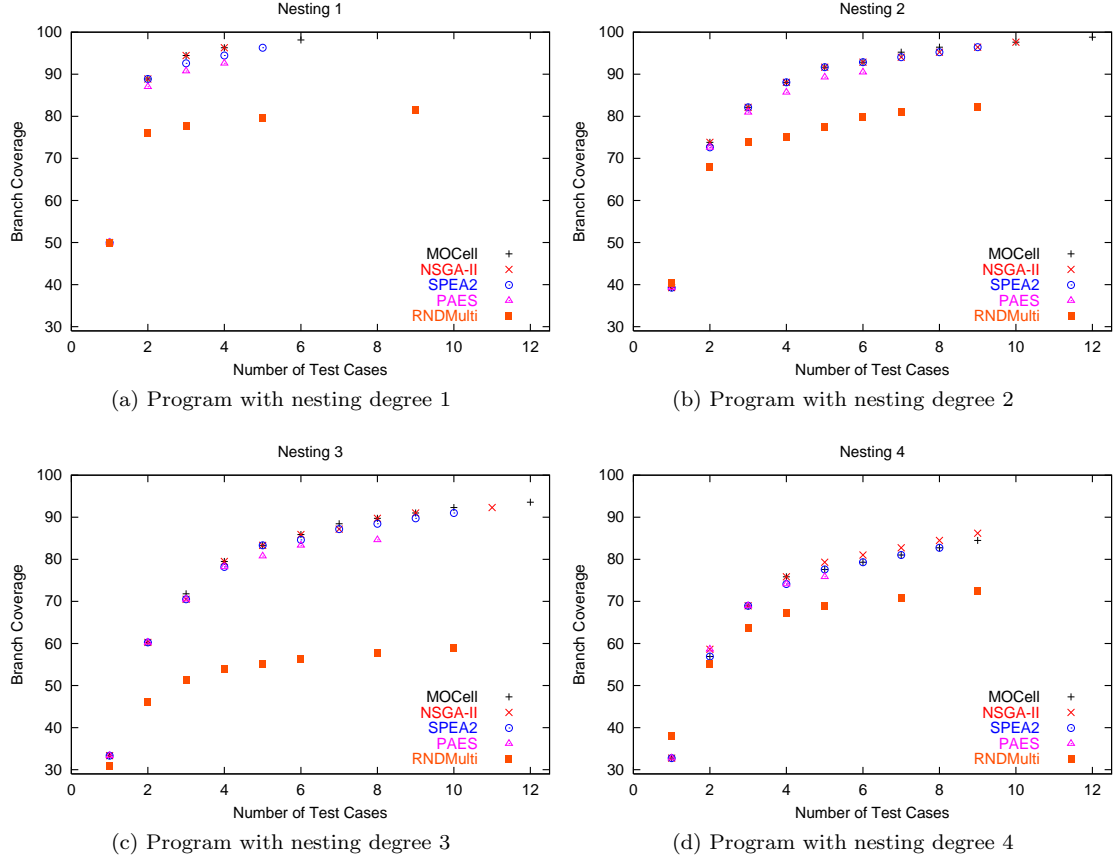 Nesting 1
100
90
80
70
60
50
40
30
Branch Coverage
MOCell
NSGA-II
SPEA2
PAES
RNDMulti
0 2 4 6 8 10 12
Number of Test Cases
(a) Program with nesting degree 1
Nesting 2
100
90
80
70
60
50
40
30
Branch Coverage
MOCell
NSGA-II
SPEA2
PAES
RNDMulti
0 2 4 6 8 10 12
Number of Test Cases
(b) Program with nesting degree 2
Nesting 3
100
90
80
70
60
50
40
30
Branch Coverage
MOCell
NSGA-II
SPEA2
PAES
RNDMulti
0 2 4 6 8 10 12
Number of Test Cases
(c) Program with nesting degree 3
Nesting 4
100
90
80
70
60
50
40
30
Branch Coverage
MOCell
NSGA-II
SPEA2
PAES
RNDMulti
0 2 4 6 8 10 12
Number of Test Cases
(d) Program with nesting degree 4